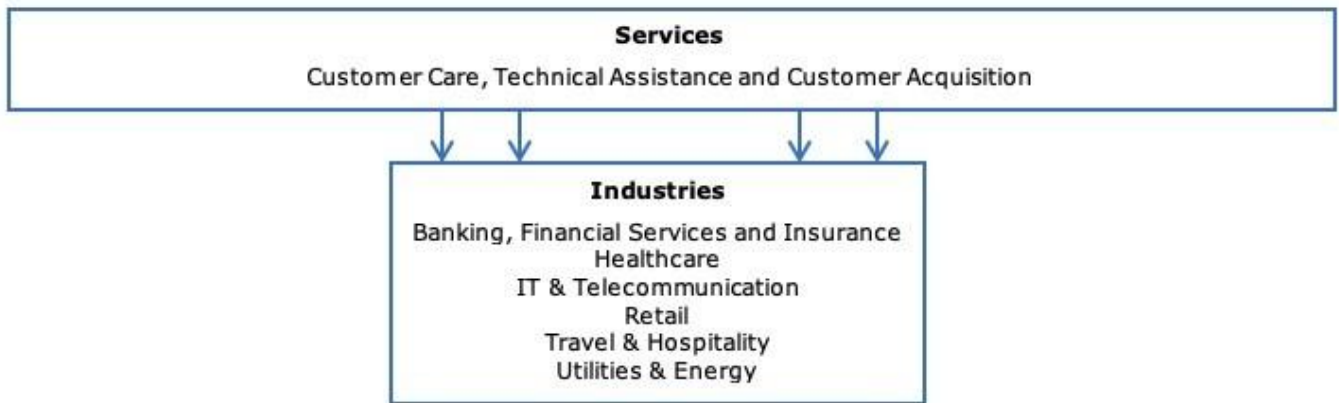 Services
Customer Care, Technical Assistance and Customer Acquisition
Industries
Banking, Financial Services and Insurance
Healthcare
IT & Telecommunication
Retail
Travel & Hospitality
Utilities & Energy